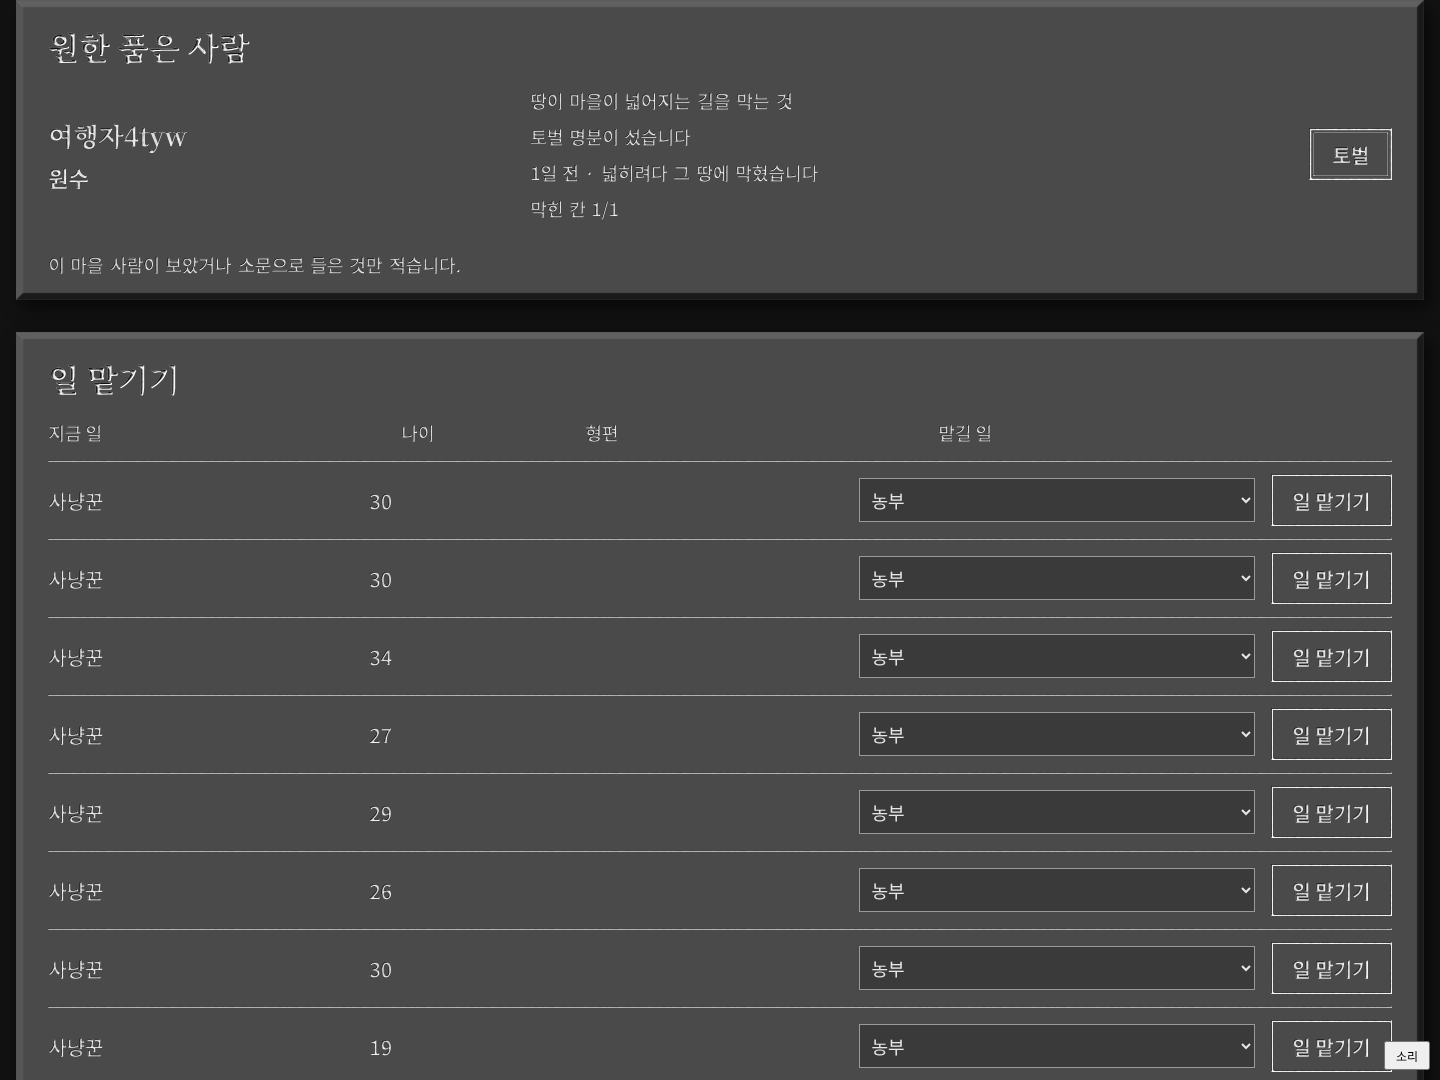 원한 품은 사람
여행자4tyw
원수
땅이 마을이 넓어지는 길을 막는 것
토벌 명분이 섰습니다
1일 전 · 넓히려다 그 땅에 막혔습니다
막힌 칸 1/1
토벌
이 마을 사람이 보았거나 소문으로 들은 것만 적습니다.
일 맡기기
지금 일 나이 형편 맡길 일
사냥꾼 30 농부 일 맡기기
사냥꾼 30 농부 일 맡기기
사냥꾼 34 농부 일 맡기기
사냥꾼 27 농부 일 맡기기
사냥꾼 29 농부 일 맡기기
사냥꾼 26 농부 일 맡기기
사냥꾼 30 농부 일 맡기기
사냥꾼 19 농부 일 맡기기
소리